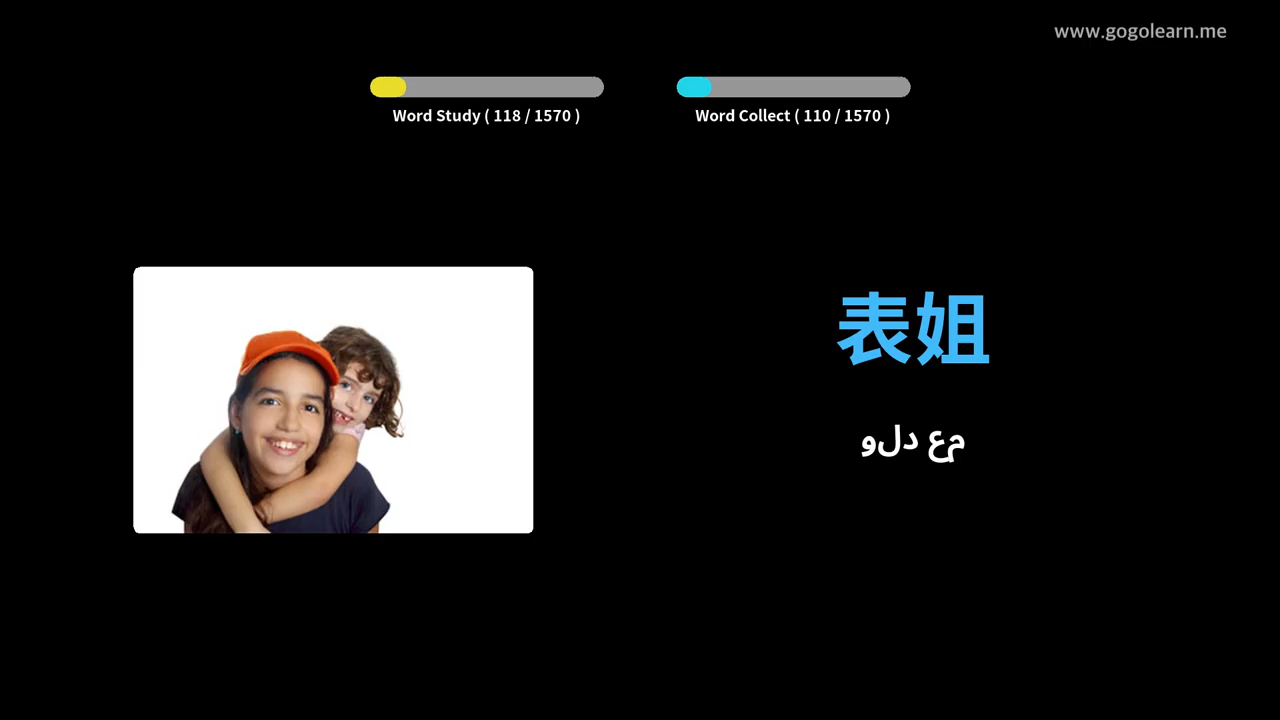 www.gogolearn.me
Word Study ( 118 / 1570 )
Word Collect ( 110 / 1570 )
表姐
ولد عم